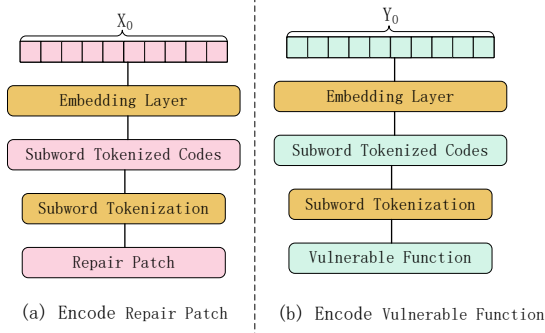 X0
Embedding Layer
Subword Tokenized Codes
Subword Tokenization
Repair Patch
(a) Encode Repair Patch
Y0
Embedding Layer
Subword Tokenized Codes
Subword Tokenization
Vulnerable Function
(b) Encode Vulnerable Function